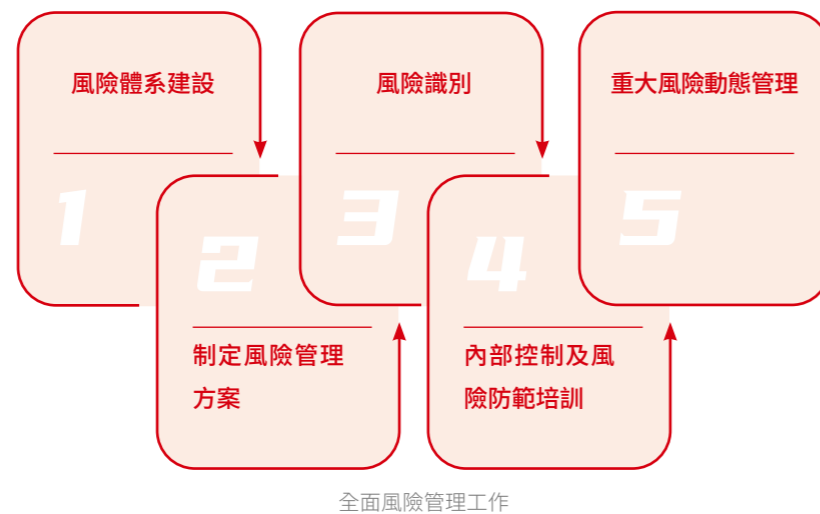 風險體系建設
1
制定風險管理
方案
2
風險識別
3
內部控制及風
險防範培訓
4
重大風險動態管理
5
全面風險管理工作